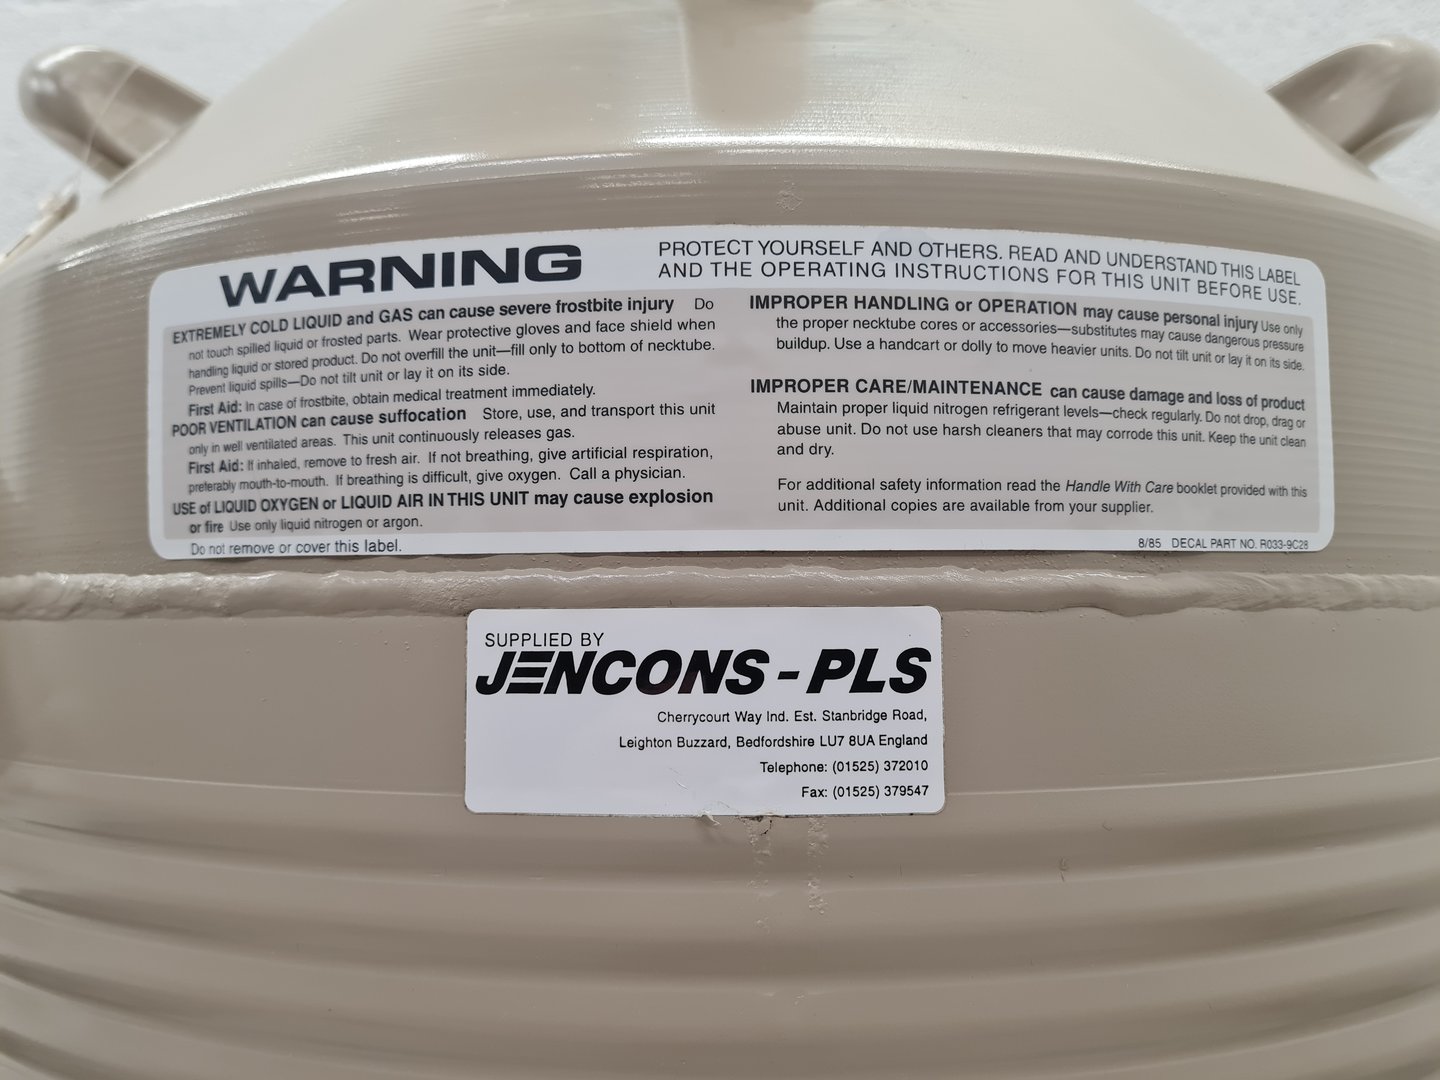 WARNING
PROTECT YOURSELF AND OTHERS. READ AND UNDERSTAND THIS LABEL
AND THE OPERATING INSTRUCTIONS FOR THIS UNIT BEFORE USE.
EXTREMELY COLD LIQUID and GAS can cause severe frostbite injury Do
not touch spilled liquid or frosted parts. Wear protective gloves and face shield when
handling liquid or stored product. Do not overfill the unit—fill only to bottom of necktube.
Prevent liquid spills—Do not tilt unit or lay it on its side.
First Aid: In case of frostbite, obtain medical treatment immediately.
POOR VENTILATION can cause suffocation Store, use, and transport this unit
only in well ventilated areas. This unit continuously releases gas.
First Aid: If inhaled, remove to fresh air. If not breathing, give artificial respiration,
preferably mouth-to-mouth. If breathing is difficult, give oxygen. Call a physician.
USE of LIQUID OXYGEN or LIQUID AIR IN THIS UNIT may cause explosion
or fire Use only liquid nitrogen or argon.
Do not remove or cover this label.
IMPROPER HANDLING or OPERATION may cause personal injury Use only
the proper necktube cores or accessories—substitutes may cause dangerous pressure
buildup. Use a handcart or dolly to move heavier units. Do not tilt unit or lay it on its side.
IMPROPER CARE/MAINTENANCE can cause damage and loss of product
Maintain proper liquid nitrogen refrigerant levels—check regularly. Do not drop, drag or
abuse unit. Do not use harsh cleaners that may corrode this unit. Keep the unit clean
and dry.
For additional safety information read the Handle With Care booklet provided with this
unit. Additional copies are available from your supplier.
8/85 DECAL PART NO. R033-9C28
SUPPLIED BY
JENCONS - PLS
Cherrycourt Way Ind. Est. Stanbridge Road,
Leighton Buzzard, Bedfordshire LU7 8UA England
Telephone: (01525) 372010
Fax: (01525) 379547